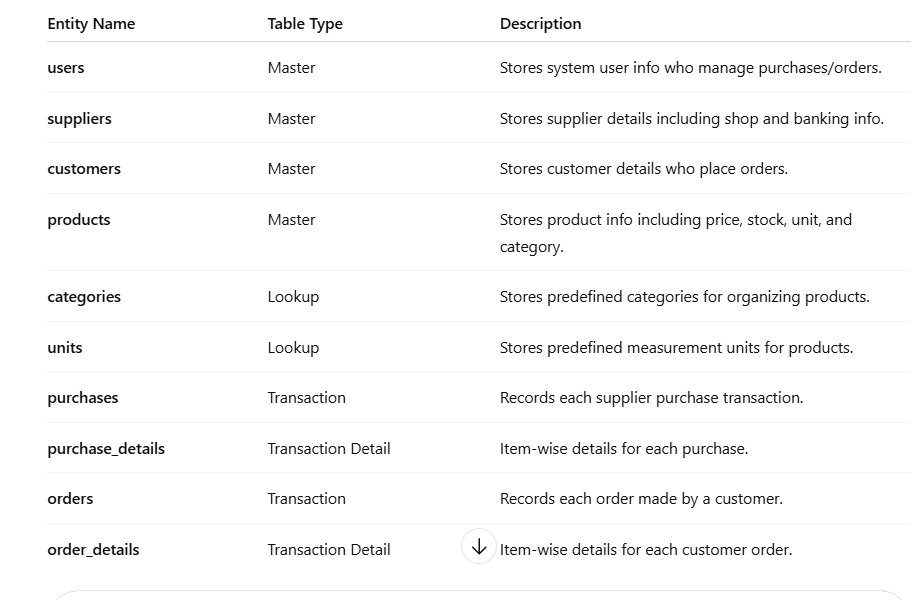 Entity Name Table Type Description
users Master Stores system user info who manage purchases/orders.
suppliers Master Stores supplier details including shop and banking info.
customers Master Stores customer details who place orders.
products Master Stores product info including price, stock, unit, and
category.
categories Lookup Stores predefined categories for organizing products.
units Lookup Stores predefined measurement units for products.
purchases Transaction Records each supplier purchase transaction.
purchase_details Transaction Detail Item-wise details for each purchase.
orders Transaction Records each order made by a customer.
order_details Transaction Detail Item-wise details for each customer order.